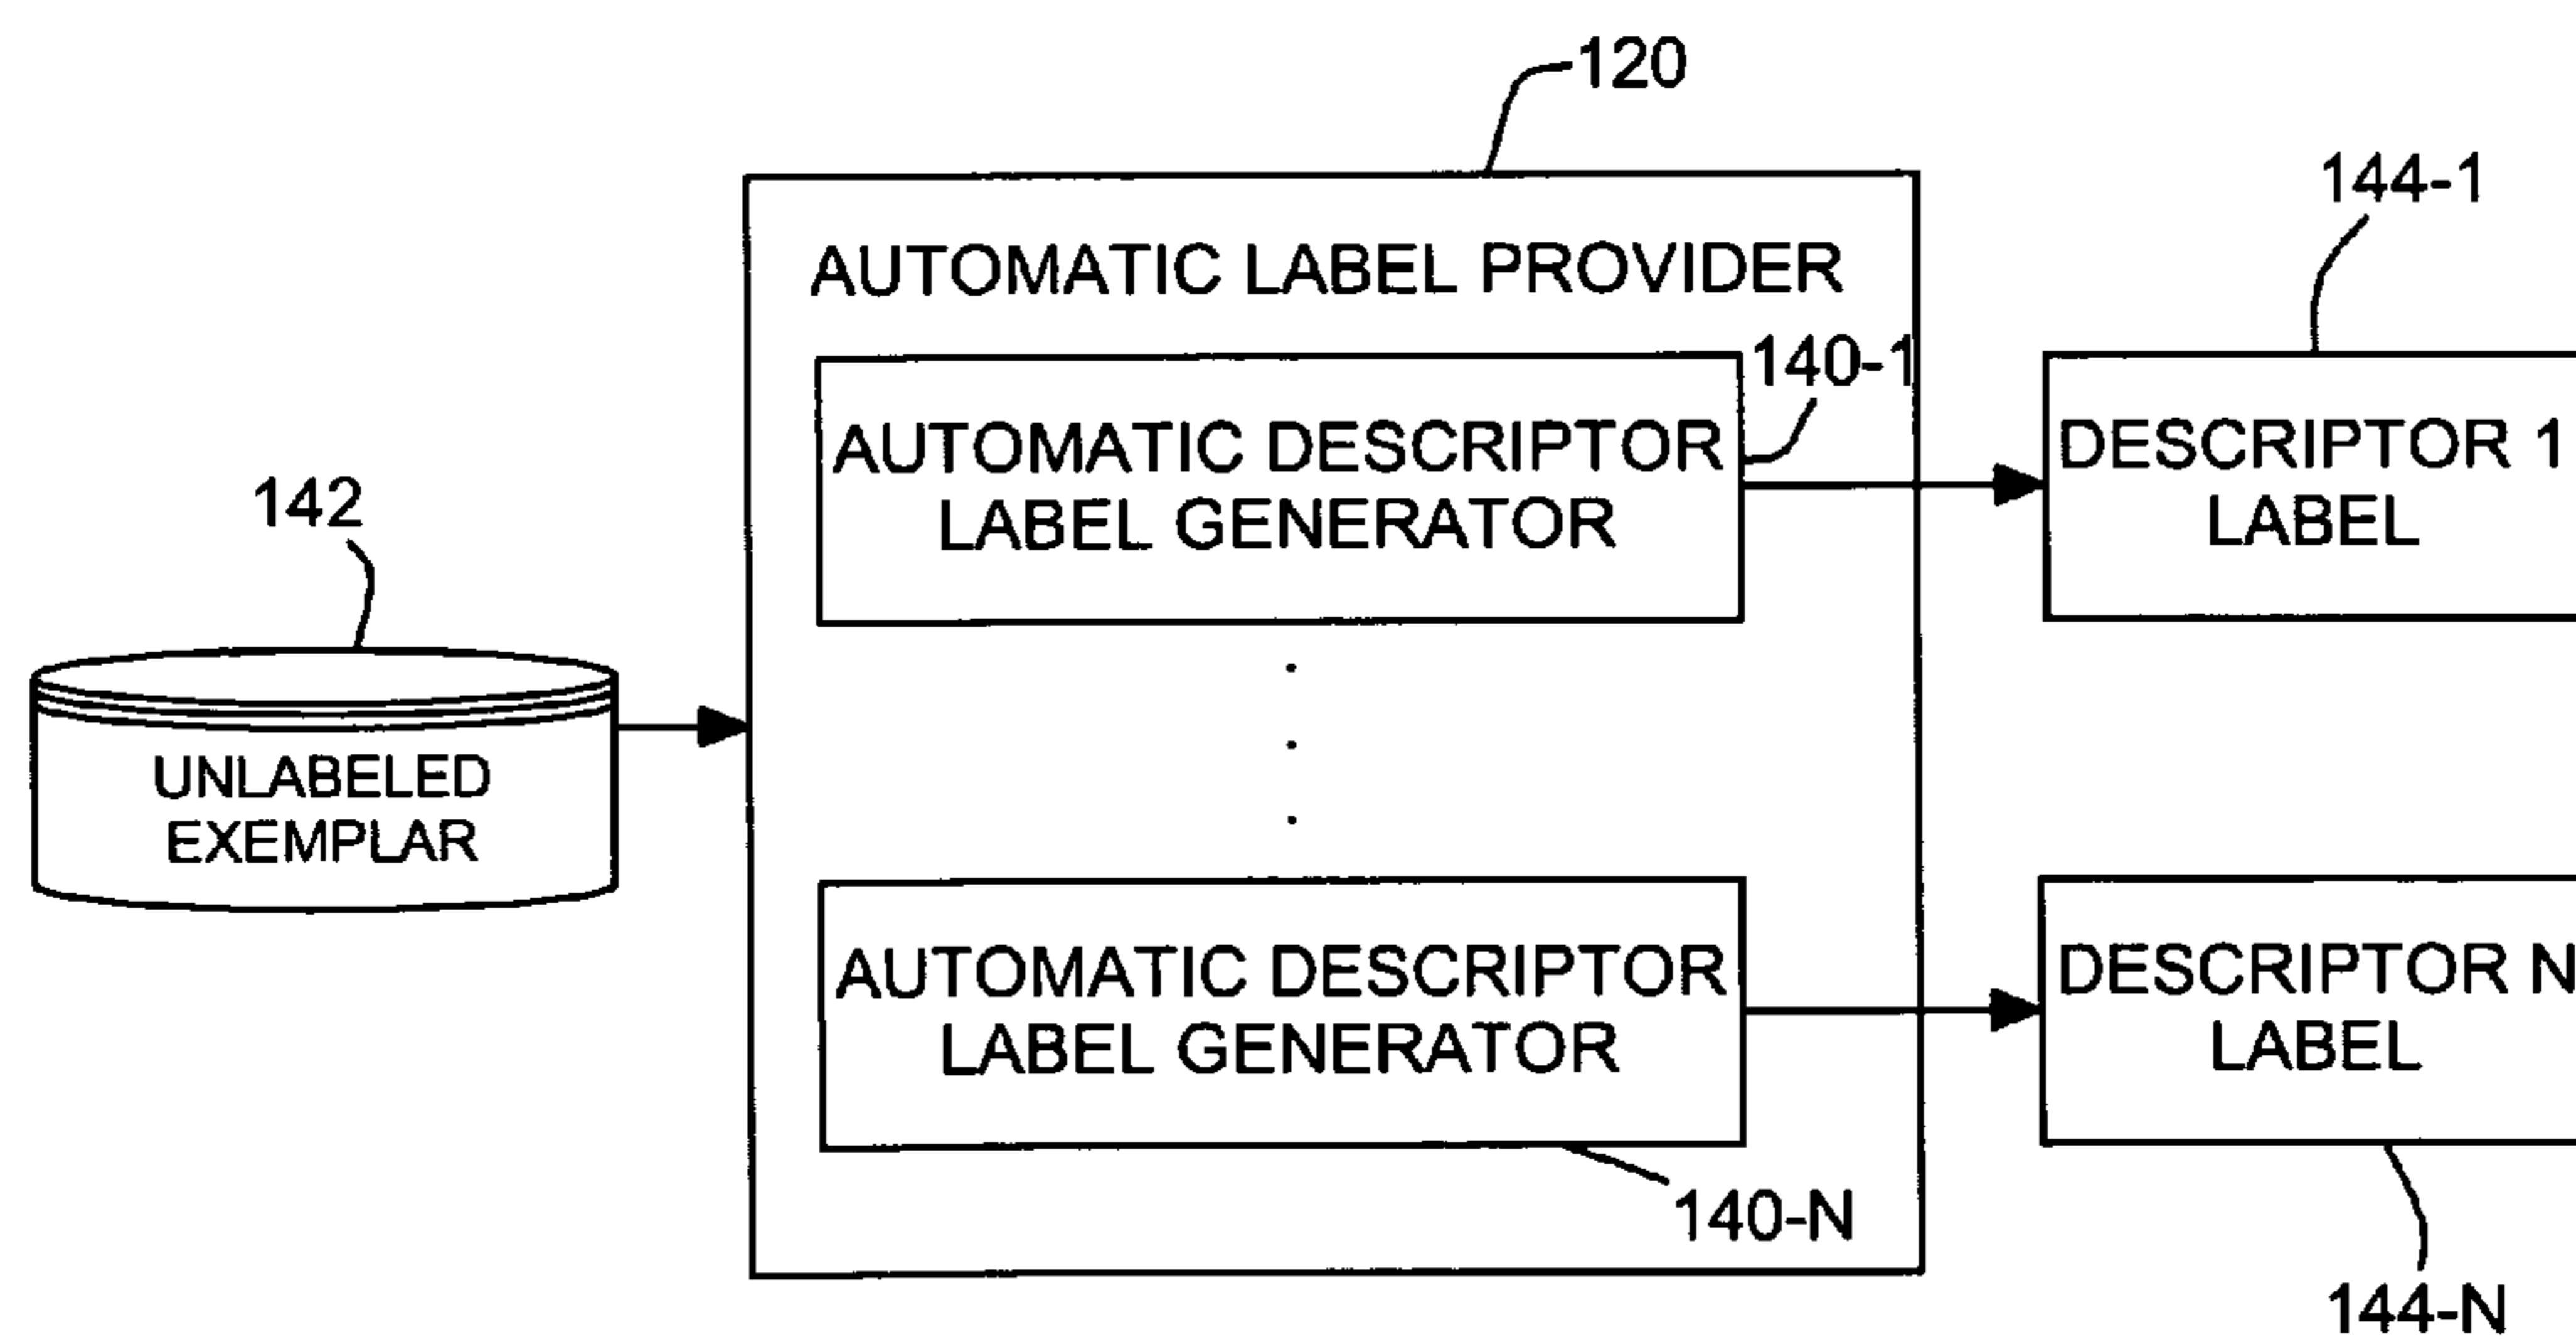 120
144-1
AUTOMATIC LABEL PROVIDER
140-1
AUTOMATIC DESCRIPTOR
LABEL GENERATOR
DESCRIPTOR 1
LABEL
142
UNLABELED
EXEMPLAR
AUTOMATIC DESCRIPTOR
LABEL GENERATOR
DESCRIPTOR N
LABEL
140-N
144-N